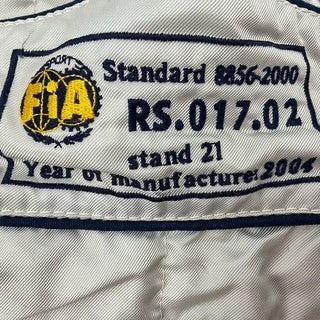 SPORT
FiA
Standard 8856-2000
RS.017.02
stand 21
Year of manufacture: 2004